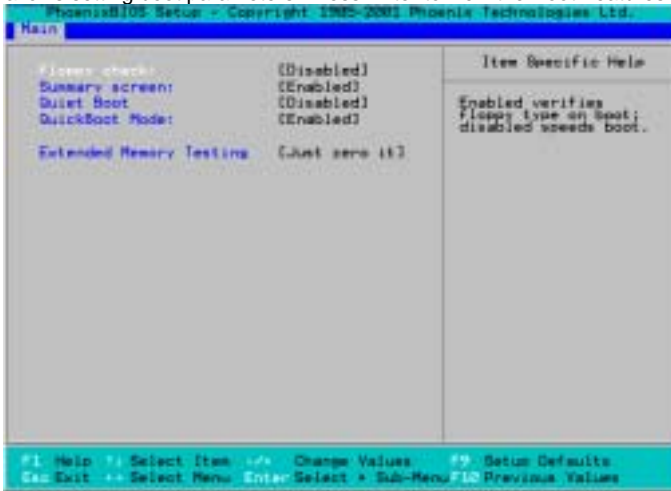 PhoenixBIOS Setup - Copyright 1985-2001 Phoenix Technologies Ltd.
Main
Floppy check: [Disabled]
Summary screen: [Enabled]
Quiet Boot [Disabled]
QuickBoot Mode: [Enabled]
Extended Memory Testing [Just zero it]
Item Specific Help
Enabled verifies
floppy type on boot;
disabled speeds boot.
F1 Help ↑↓ Select Item -/+ Change Values F9 Setup Defaults
Esc Exit ↔ Select Menu Enter Select ▸ Sub-Menu F10 Previous Values